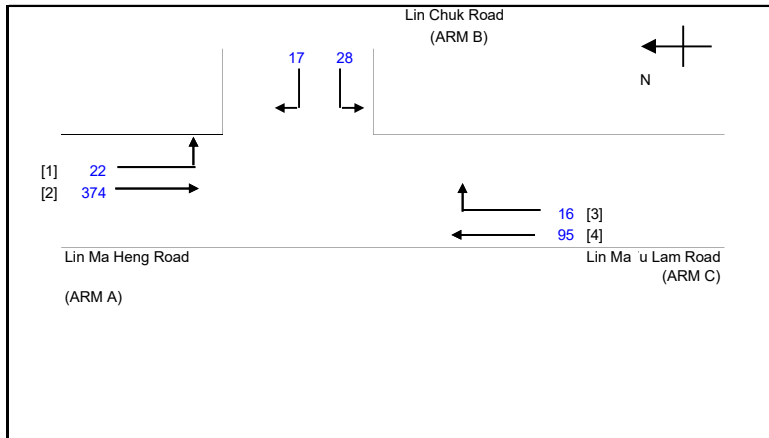 Lin Chuk Road
(ARM B)
17 28
N
[1] 22
[2] 374
16 [3]
95 [4]
Lin Ma Heng Road
Lin Ma 'u Lam Road
(ARM C)
(ARM A)